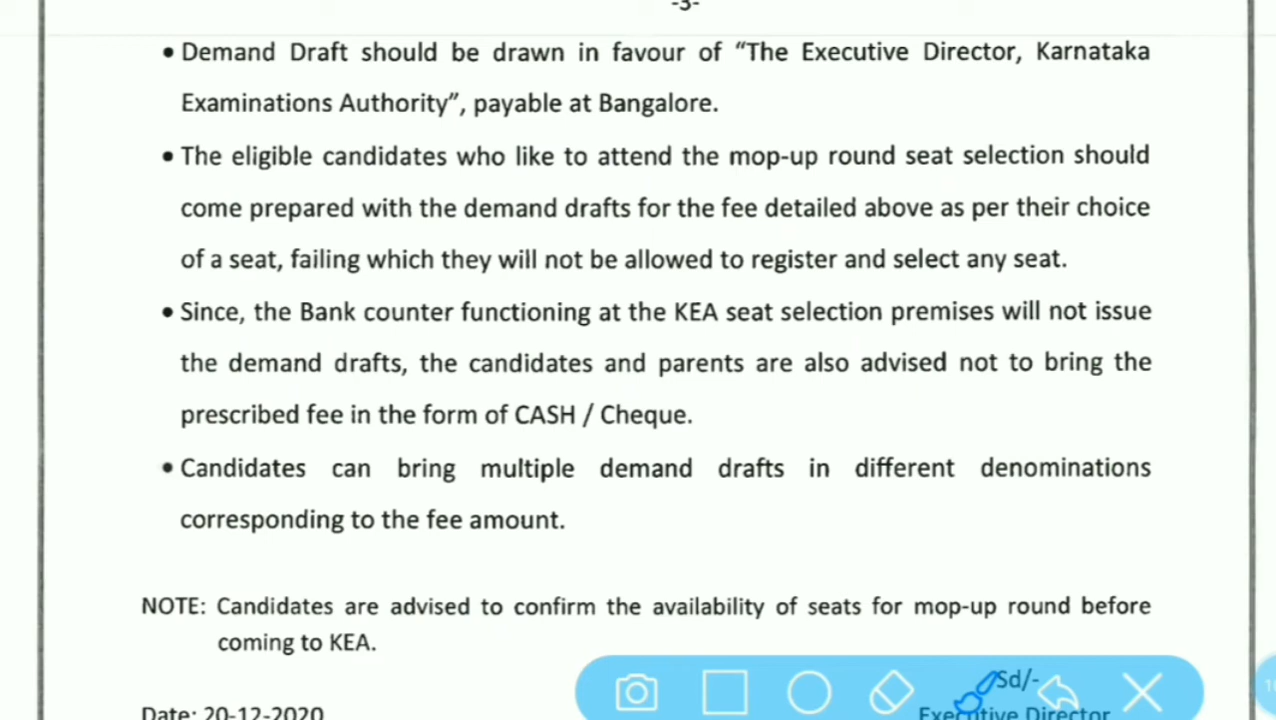 -3-
• Demand Draft should be drawn in favour of “The Executive Director, Karnataka
Examinations Authority”, payable at Bangalore.
• The eligible candidates who like to attend the mop-up round seat selection should
come prepared with the demand drafts for the fee detailed above as per their choice
of a seat, failing which they will not be allowed to register and select any seat.
• Since, the Bank counter functioning at the KEA seat selection premises will not issue
the demand drafts, the candidates and parents are also advised not to bring the
prescribed fee in the form of CASH / Cheque.
• Candidates can bring multiple demand drafts in different denominations
corresponding to the fee amount.
NOTE: Candidates are advised to confirm the availability of seats for mop-up round before
coming to KEA.
Sd/-
Date: 20-12-2020
Executive Director